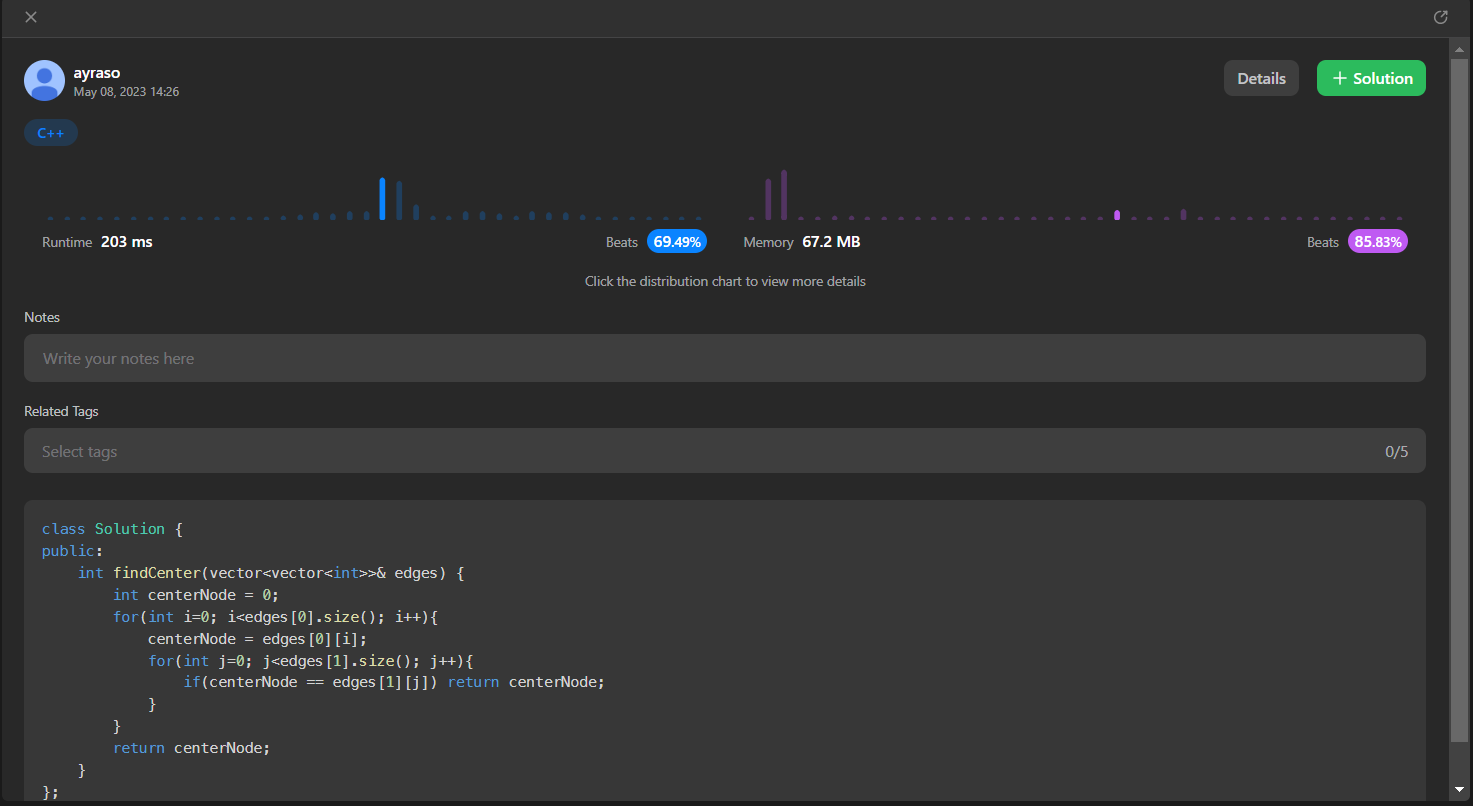 ayraso
May 08, 2023 14:26
Details
+ Solution
C++
Runtime 203 ms
Beats 69.49%
Memory 67.2 MB
Beats 85.83%
Click the distribution chart to view more details
Notes
Write your notes here
Related Tags
Select tags
0/5
class Solution {
public:
    int findCenter(vector<vector<int>>& edges) {
        int centerNode = 0;
        for(int i=0; i<edges[0].size(); i++){
            centerNode = edges[0][i];
            for(int j=0; j<edges[1].size(); j++){
                if(centerNode == edges[1][j]) return centerNode;
            }
        }
        return centerNode;
    }
};